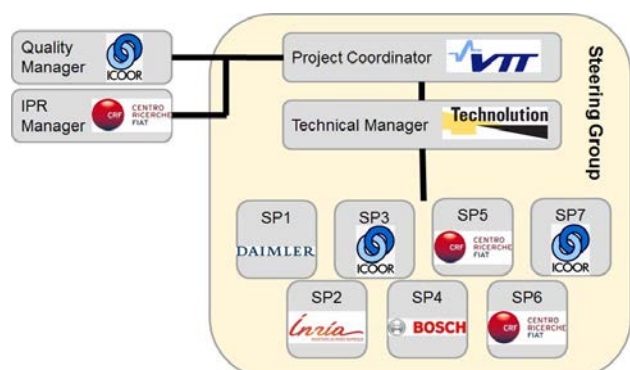 Quality
Manager
ICOOR
IPR
Manager
CRF
CENTRO
RICERCHE
FIAT
Project Coordinator
VTT
Technical Manager
Technolution
Steering Group
SP1
DAIMLER
SP3
ICOOR
SP5
CRF
CENTRO
RICERCHE
FIAT
SP7
ICOOR
SP2
Inria
SP4
BOSCH
SP6
CRF
CENTRO
RICERCHE
FIAT